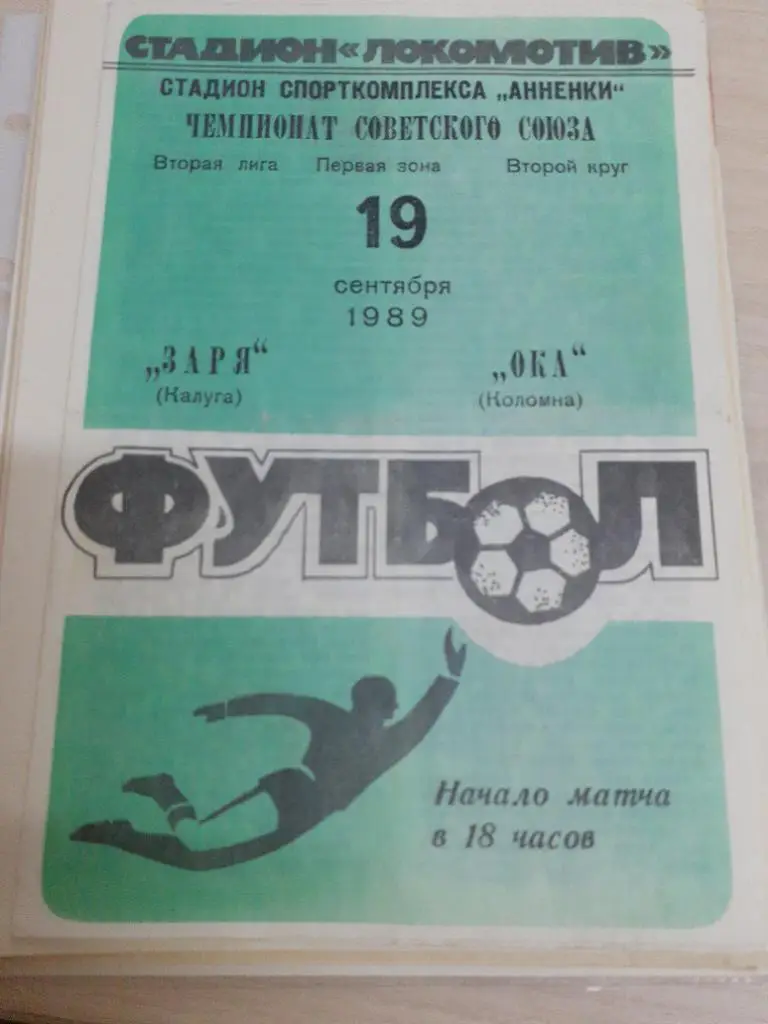 СТАДИОН «ЛОКОМОТИВ»
СТАДИОН СПОРТКОМПЛЕКСА „АННЕНКИ“
ЧЕМПИОНАТ СОВЕТСКОГО СОЮЗА
Вторая лига Первая зона Второй круг
19
сентября
1989
„ЗАРЯ“ „ОКА“
(Калуга) (Коломна)
ФУТБОЛ
Начало матча
в 18 часов